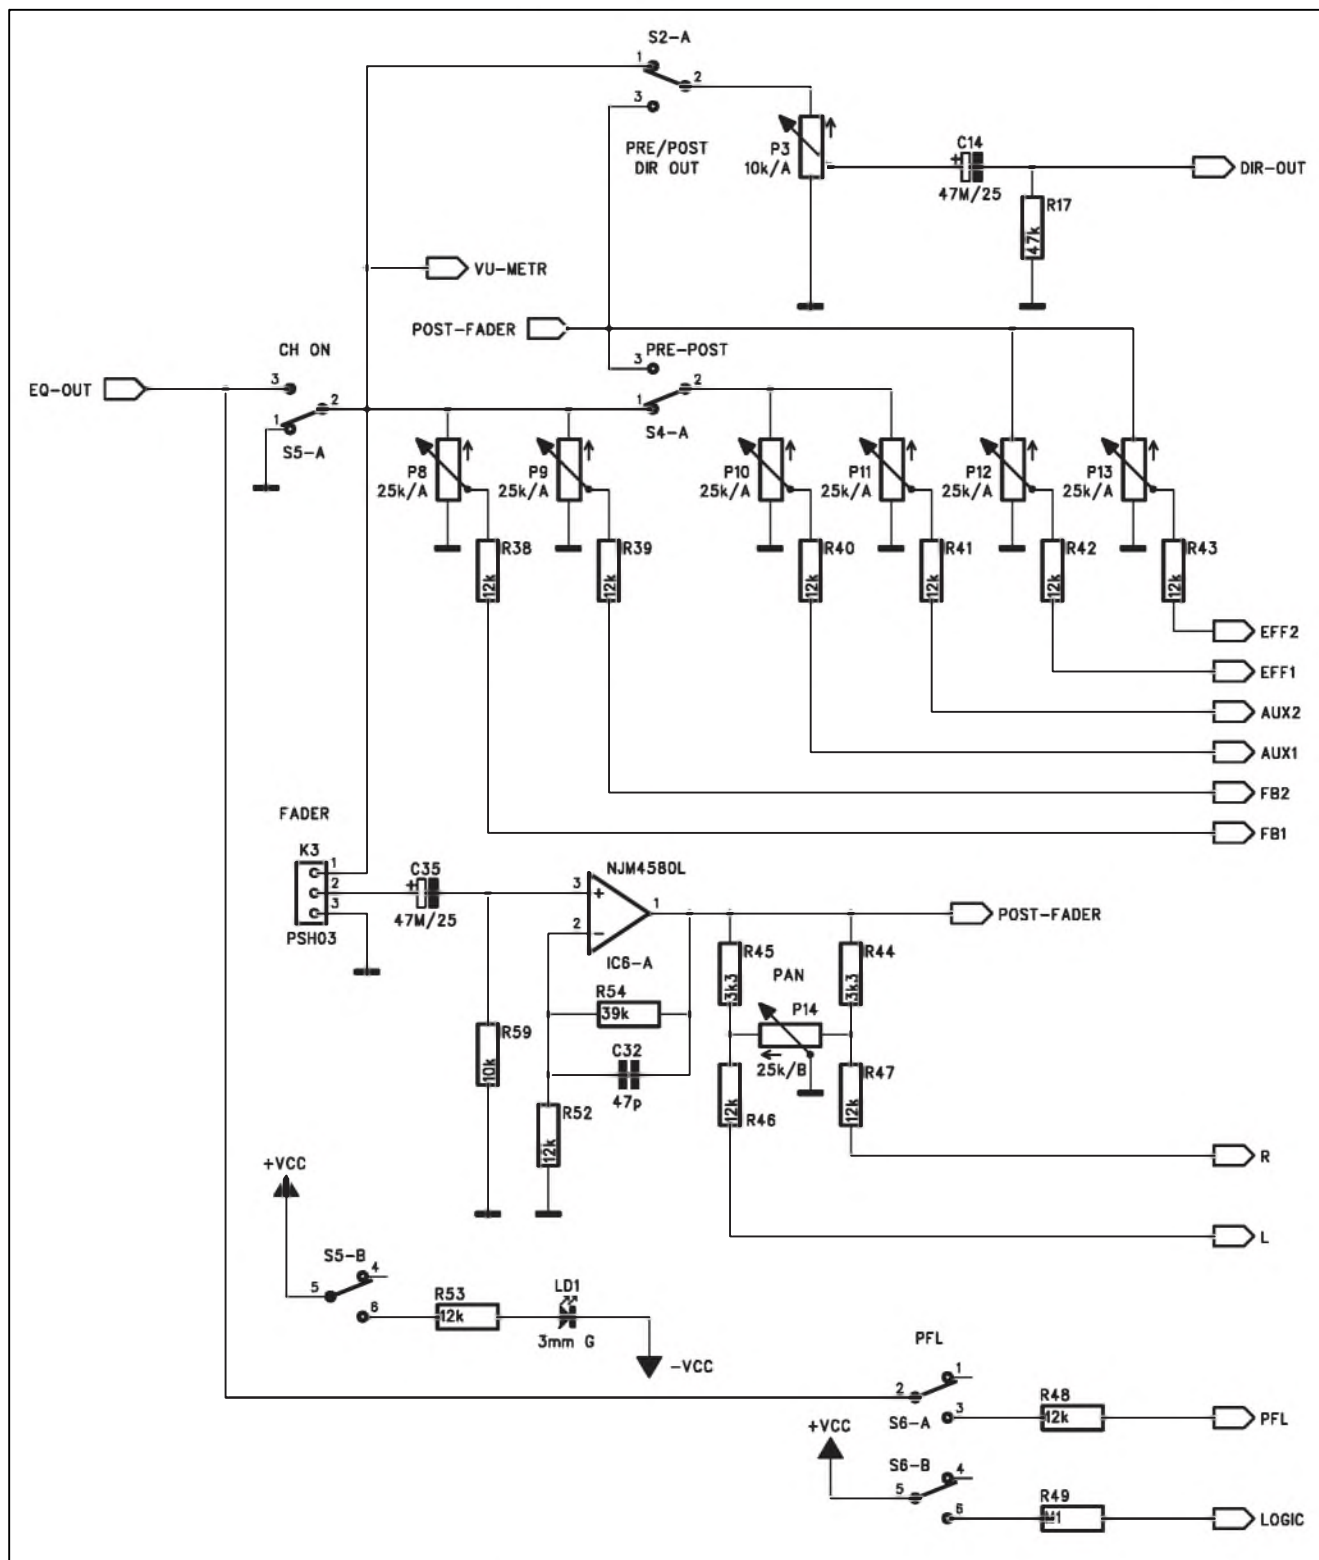 S2-A
1
2
3
PRE/POST
DIR OUT
P3
10k/A
C14
+
47M/25
DIR-OUT
R17
47k
VU-METR
POST-FADER
CH ON
3
PRE-POST
EQ-OUT
3
2
1
S5-A
2
1
S4-A
P8
25k/A
P9
25k/A
P10
25k/A
P11
25k/A
P12
25k/A
P13
25k/A
R38
12k
R39
12k
R40
12k
R41
12k
R42
12k
R43
12k
EFF2
EFF1
AUX2
AUX1
FB2
FB1
FADER
K3
1
2
3
PSH03
C35
+
47M/25
NJM4580L
3
+
1
2
-
IC6-A
POST-FADER
R45
3k3
R44
3k3
PAN
P14
25k/B
R54
39k
C32
47p
R59
10k
R52
12k
R46
12k
R47
12k
R
L
+VCC
S5-B
4
5
6
R53
12k
LD1
3mm G
-VCC
PFL
1
2
3
S6-A
R48
12k
PFL
+VCC
S6-B
4
5
6
R49
M1
LOGIC